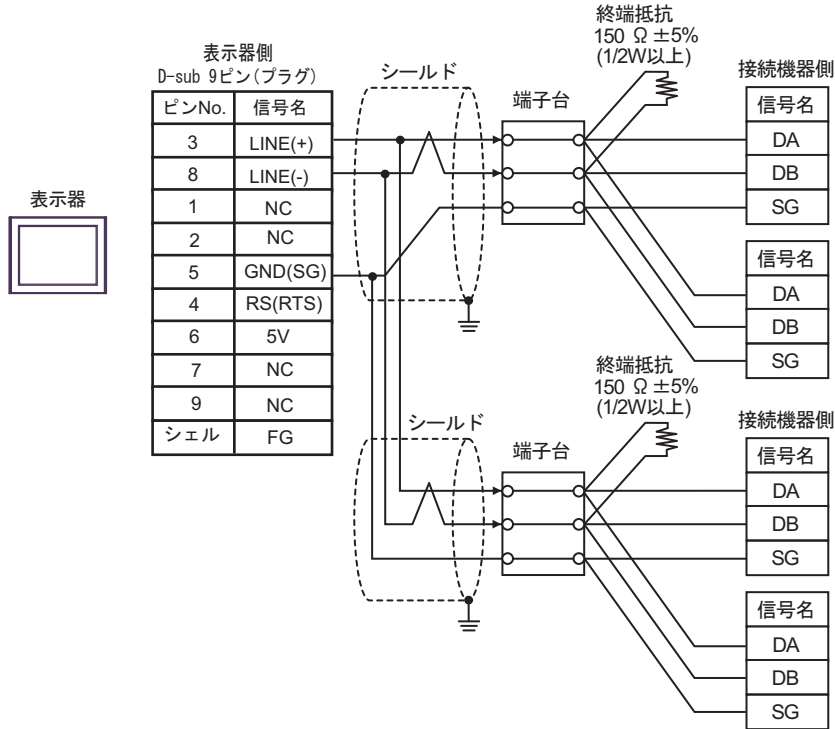 表示器
表示器側
D-sub 9ピン(プラグ)
ピンNo. 信号名
3 LINE(+)
8 LINE(-)
1 NC
2 NC
5 GND(SG)
4 RS(RTS)
6 5V
7 NC
9 NC
シェル FG
シールド
端子台
終端抵抗
150 Ω ±5%
(1/2W以上)
接続機器側
信号名
DA
DB
SG
信号名
DA
DB
SG
シールド
端子台
終端抵抗
150 Ω ±5%
(1/2W以上)
接続機器側
信号名
DA
DB
SG
信号名
DA
DB
SG